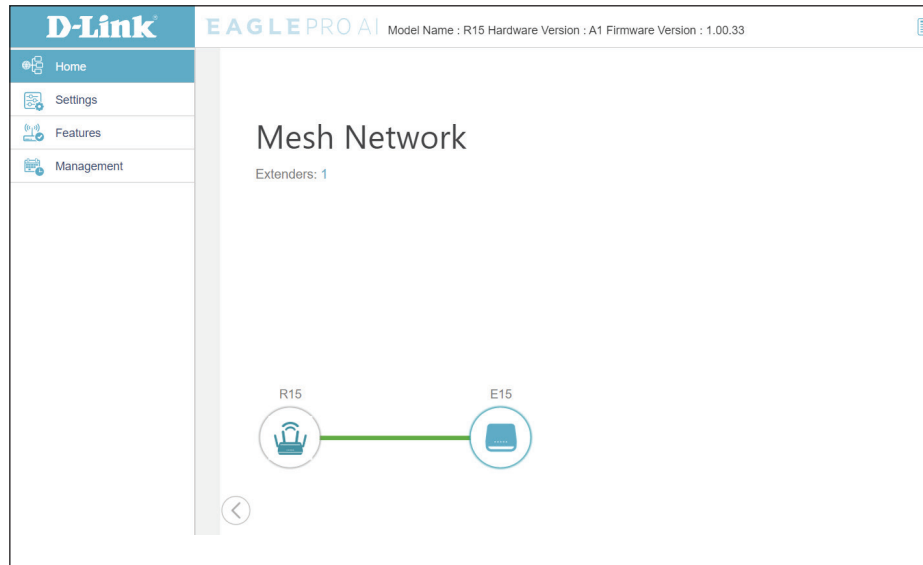 D-Link
EAGLE PRO AI Model Name : R15 Hardware Version : A1 Firmware Version : 1.00.33
Home
Settings
Features
Management
Mesh Network
Extenders: 1
R15
E15